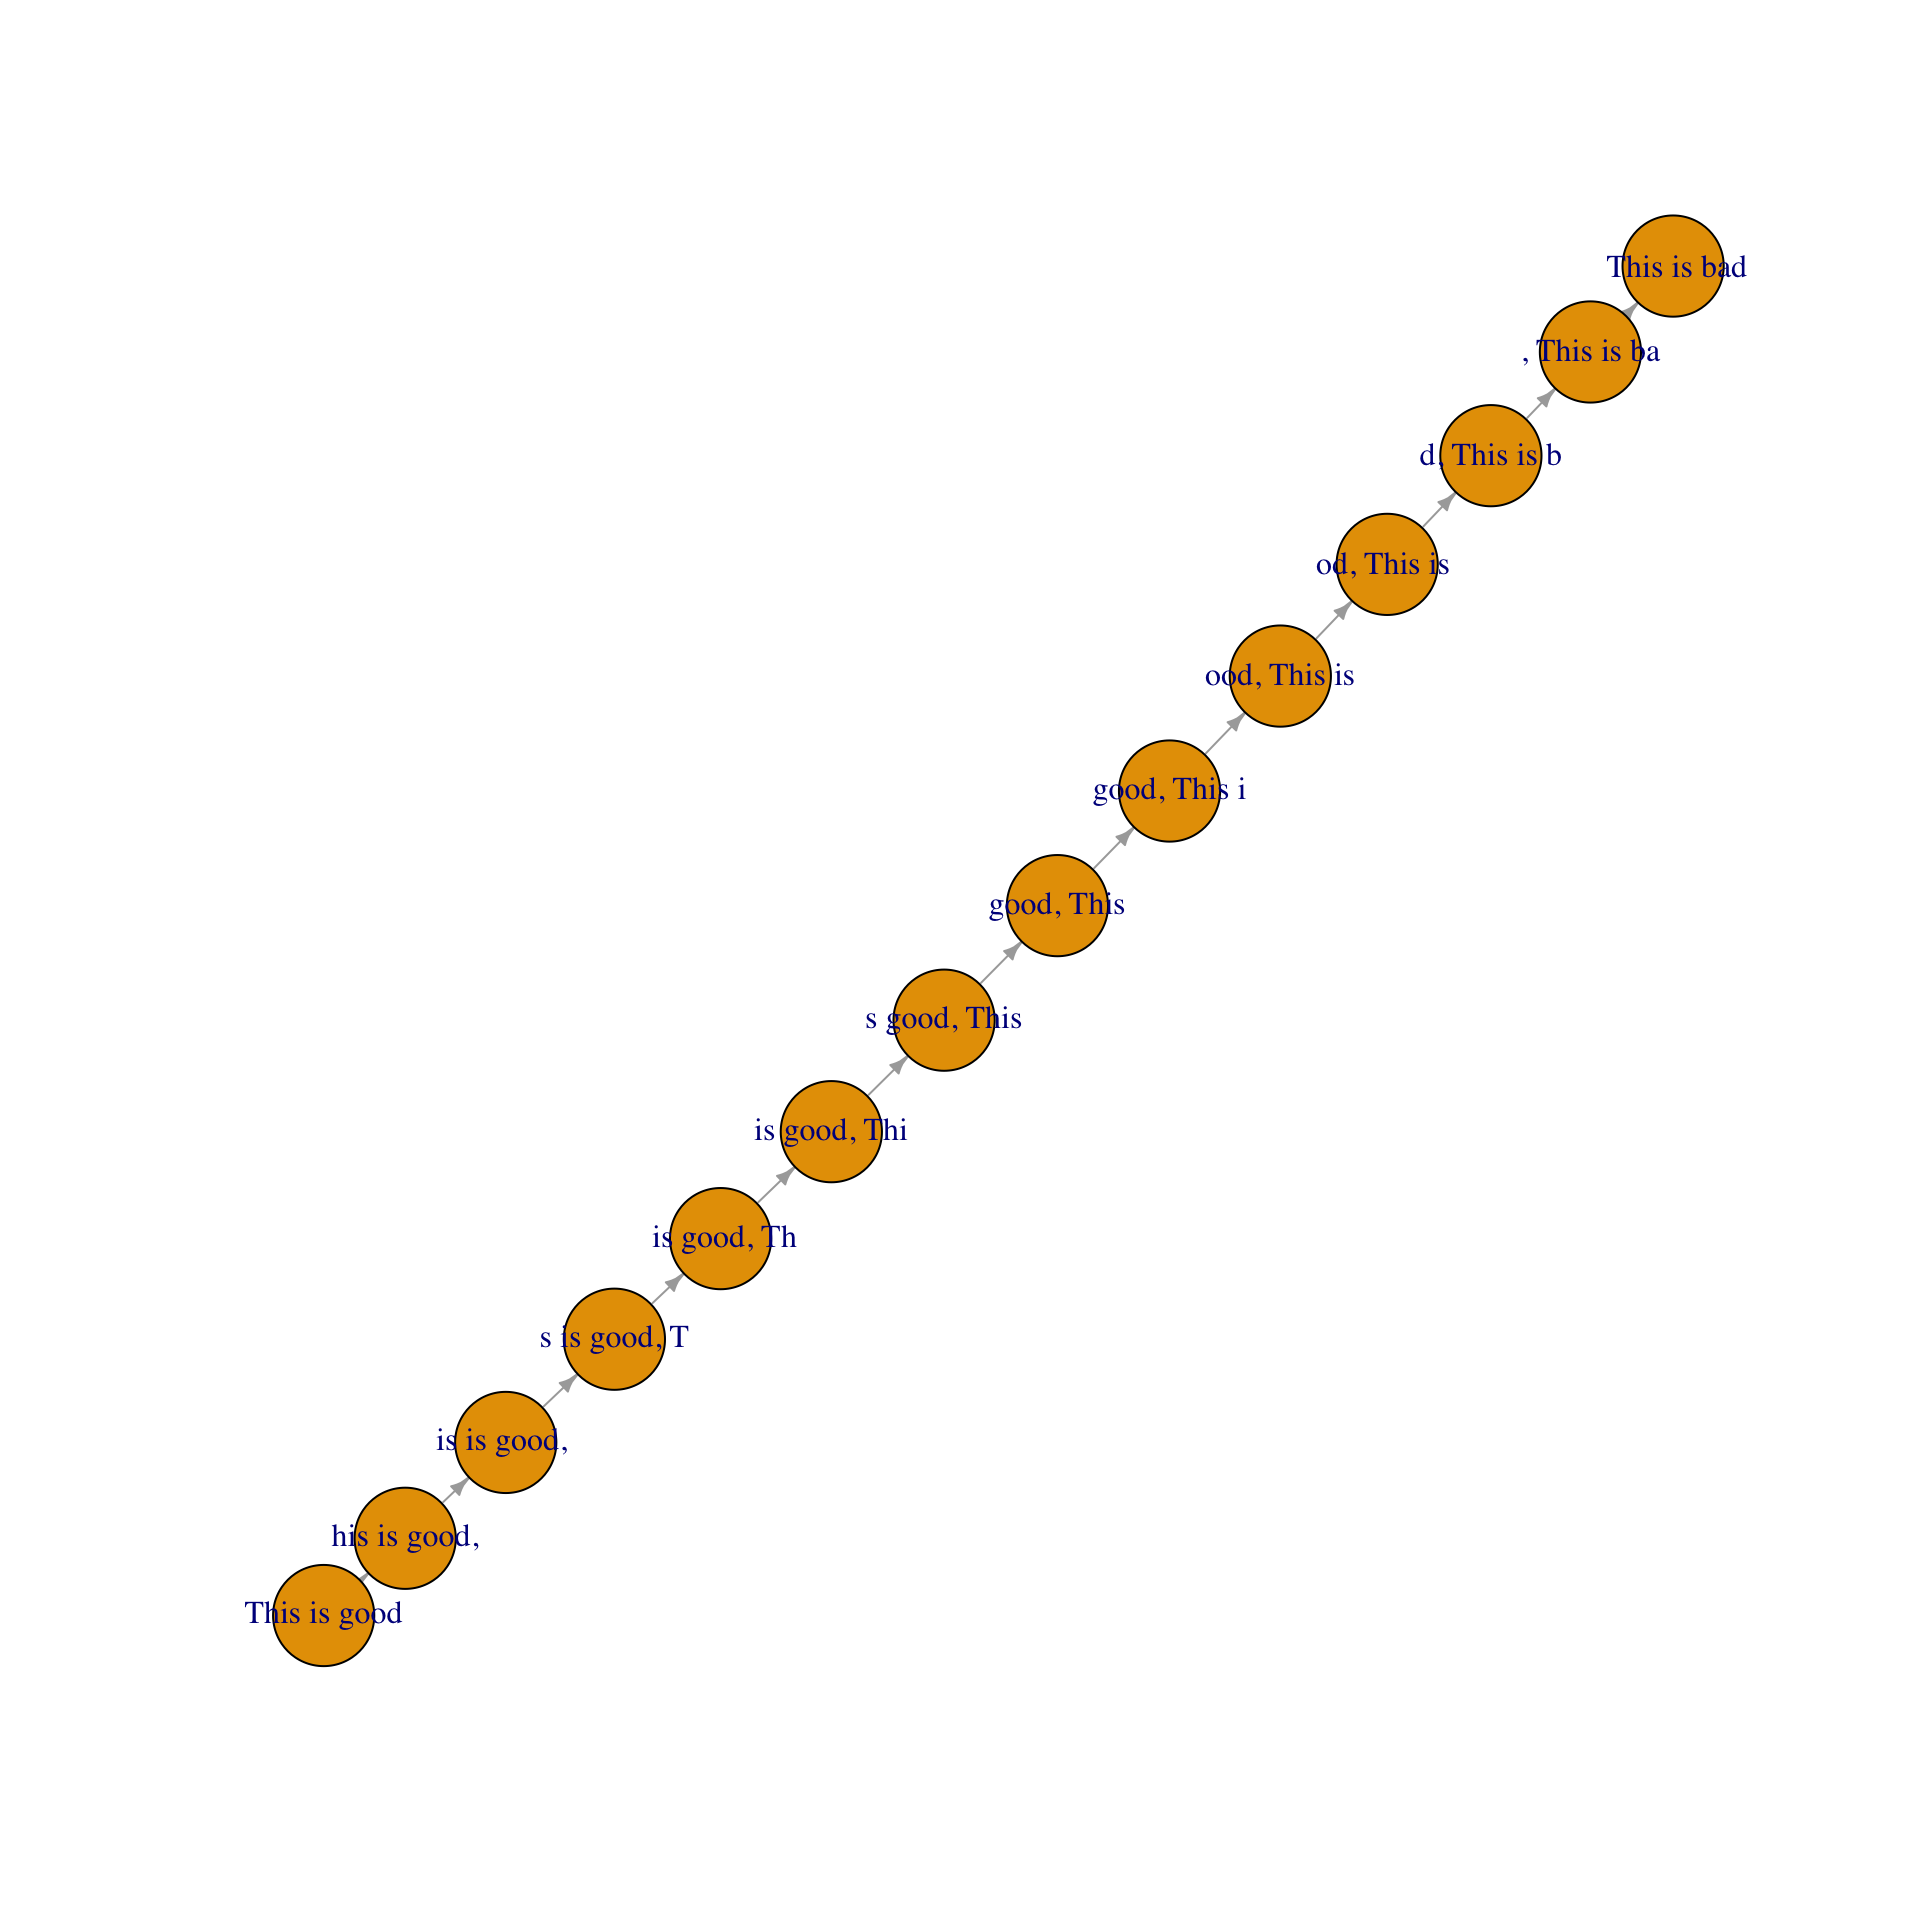 This is bad
, This is ba
d, This is b
od, This is
ood, This is
good, This i
good, This
s good, This
is good, Thi
is good, Th
s is good, T
is is good,
his is good,
This is good